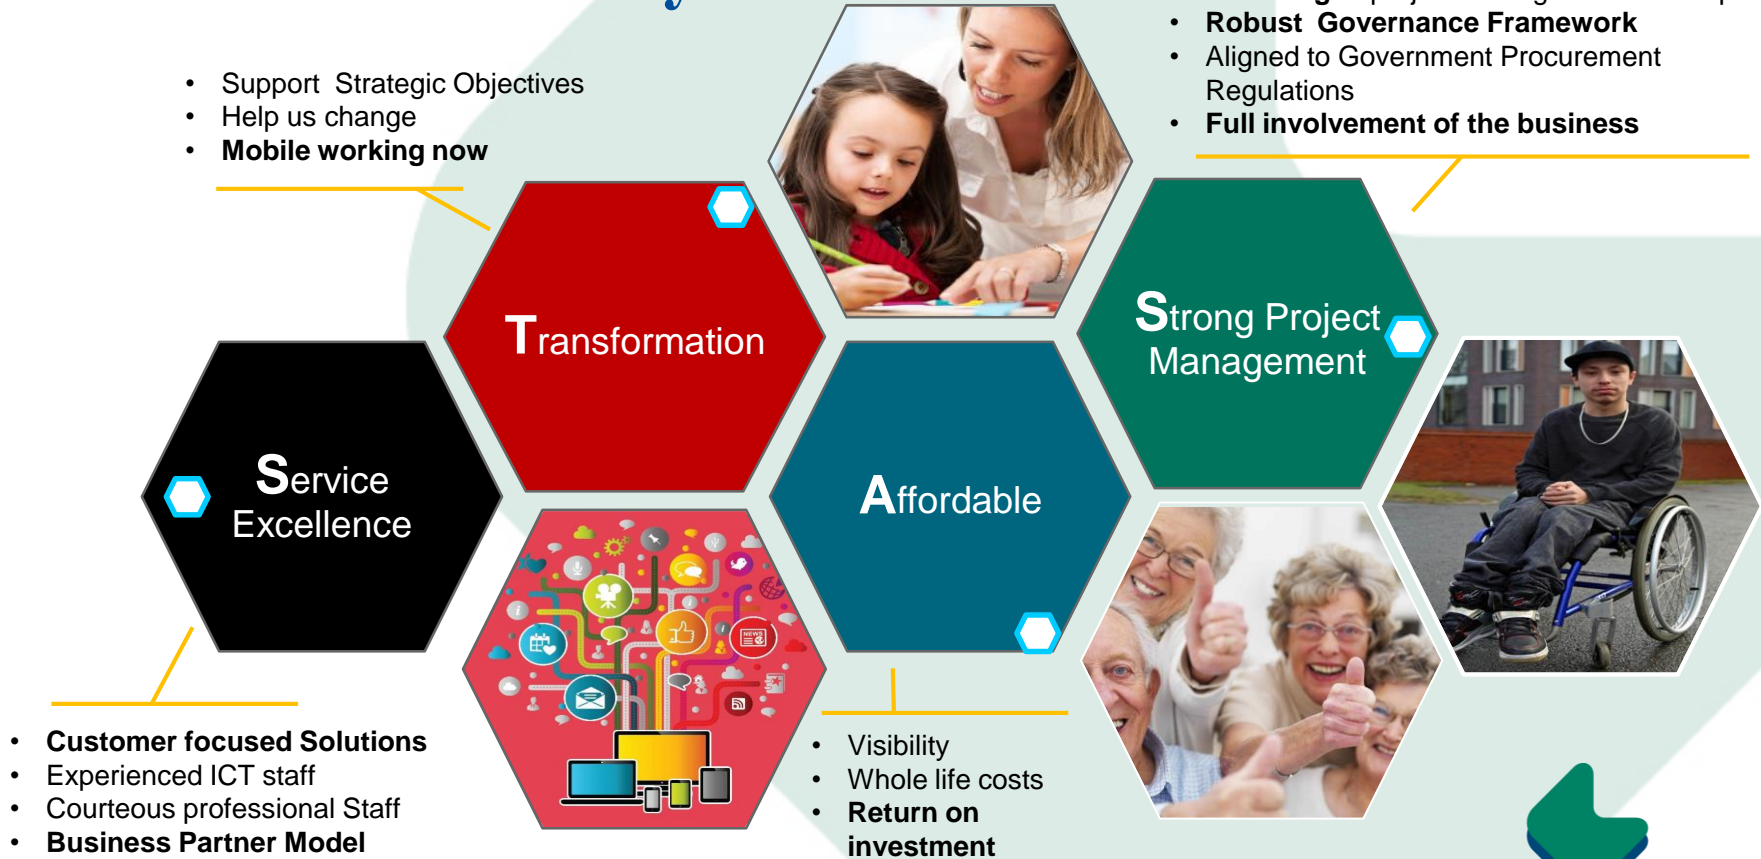 • Support Strategic Objectives
• Help us change
• Mobile working now
• Robust Governance Framework
• Aligned to Government Procurement
Regulations
• Full involvement of the business
Transformation
Strong Project
Management
Service
Excellence
Affordable
NEWS
• Customer focused Solutions
• Experienced ICT staff
• Courteous professional Staff
• Business Partner Model
• Visibility
• Whole life costs
• Return on
investment